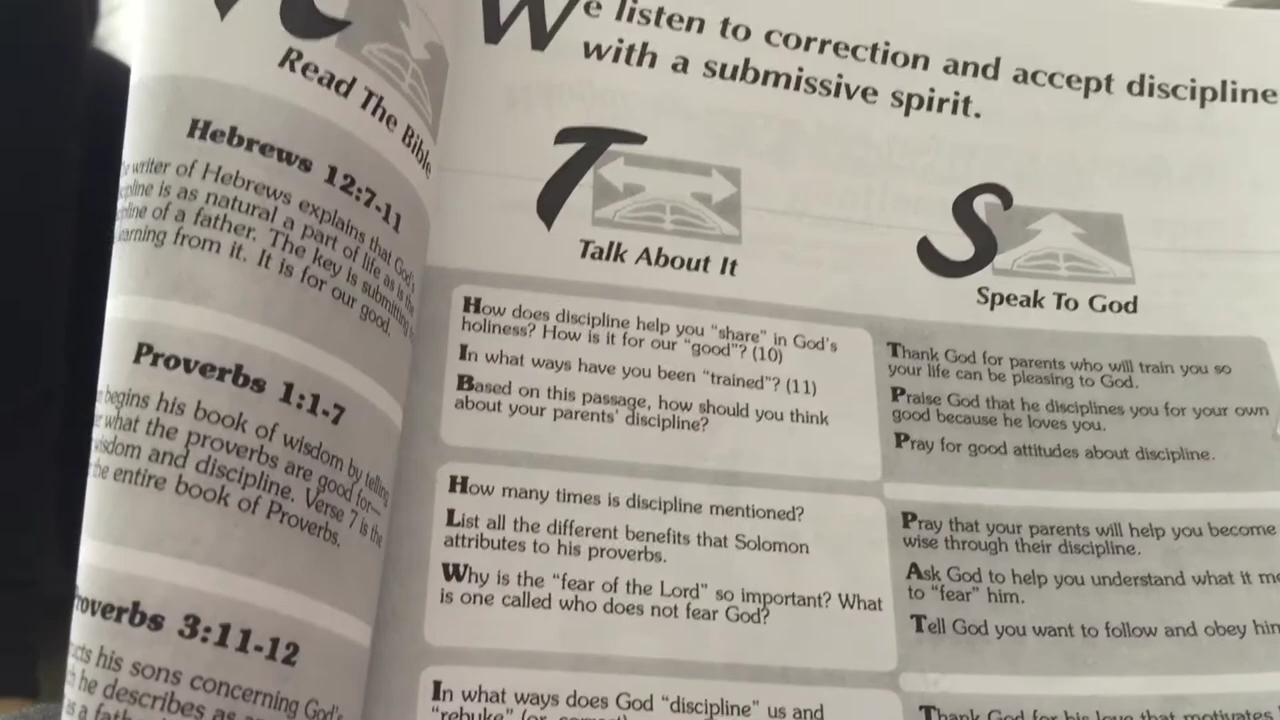 We listen to correction and accept discipline
with a submissive spirit.
Read The Bible
T
Talk About It
S
Speak To God
Hebrews 12:7-11
writer of Hebrews explains that God's
is as natural a part of life as is the
of a father. The key is submitting
from it. It is for our good.
How does discipline help you "share" in God's
holiness? How is it for our "good"? (10)
In what ways have you been "trained"? (11)
Based on this passage, how should you think
about your parents' discipline?
Thank God for parents who will train you so
your life can be pleasing to God.
Praise God that he disciplines you for your own
good because he loves you.
Pray for good attitudes about discipline.
Proverbs 1:1-7
begins his book of wisdom by telling
what the proverbs are good for—
and discipline. Verse 7 is the
entire book of Proverbs.
How many times is discipline mentioned?
List all the different benefits that Solomon
attributes to his proverbs.
Why is the "fear of the Lord" so important? What
is one called who does not fear God?
Pray that your parents will help you become
wise through their discipline.
Ask God to help you understand what it
to "fear" him.
Tell God you want to follow and obey
3:11-12
his sons concerning God's
he describes as
as a
In what ways does God "discipline" us and
"rebuke" (or
Thank God for his love that motivates